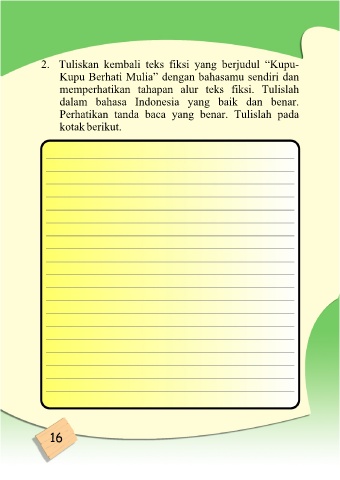 2. Tuliskan kembali teks fiksi yang berjudul “Kupu-
Kupu Berhati Mulia” dengan bahasamu sendiri dan
memperhatikan tahapan alur teks fiksi. Tulislah
dalam bahasa Indonesia yang baik dan benar.
Perhatikan tanda baca yang benar. Tulislah pada
kotak berikut.
16